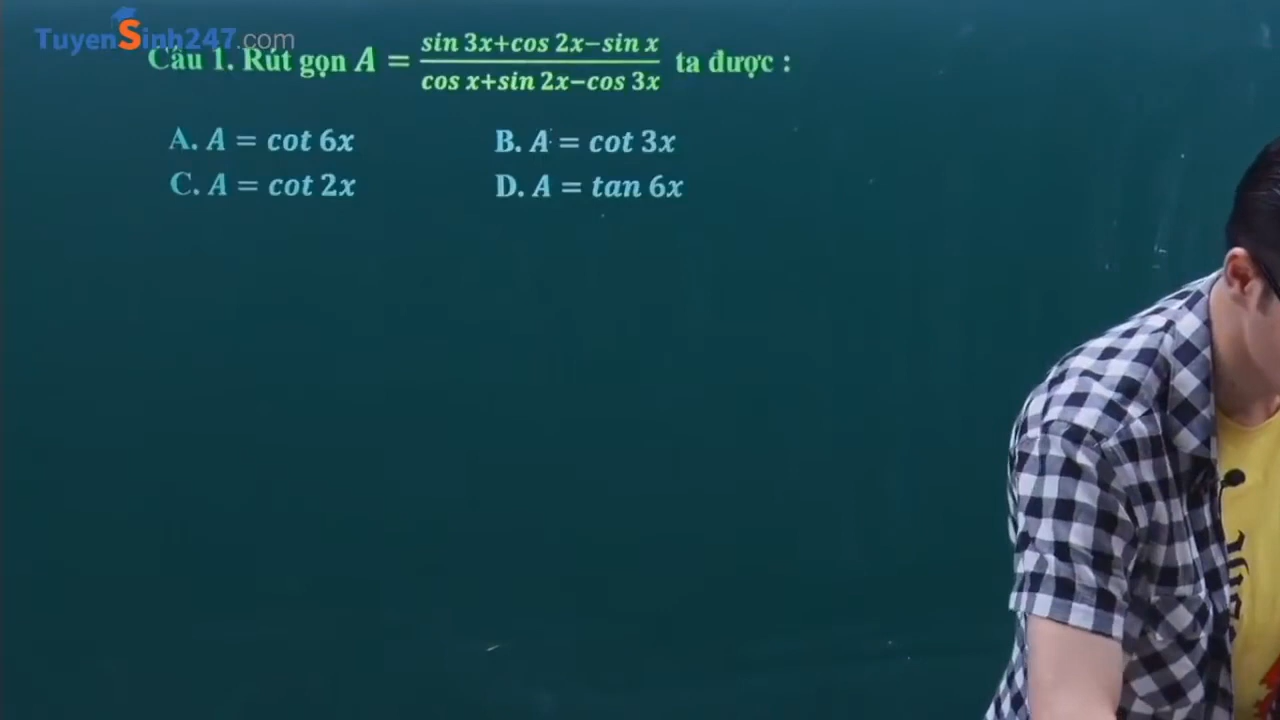 TuyenSinh247.com
Câu 1. Rút gọn A = (sin 3x+cos 2x−sin x)/(cos x+sin 2x−cos 3x) ta được :
A. A = cot 6x B. A = cot 3x
C. A = cot 2x D. A = tan 6x